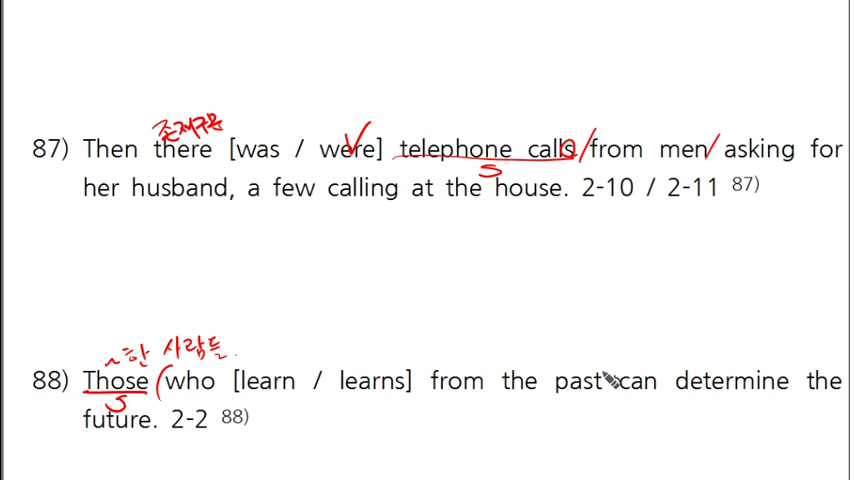 존재구문
87) Then there [was / were] telephone calls from men asking for
S
her husband, a few calling at the house. 2-10 / 2-11 87)
~한 사람들.
88) Those who [learn / learns] from the past can determine the
S
future. 2-2 88)